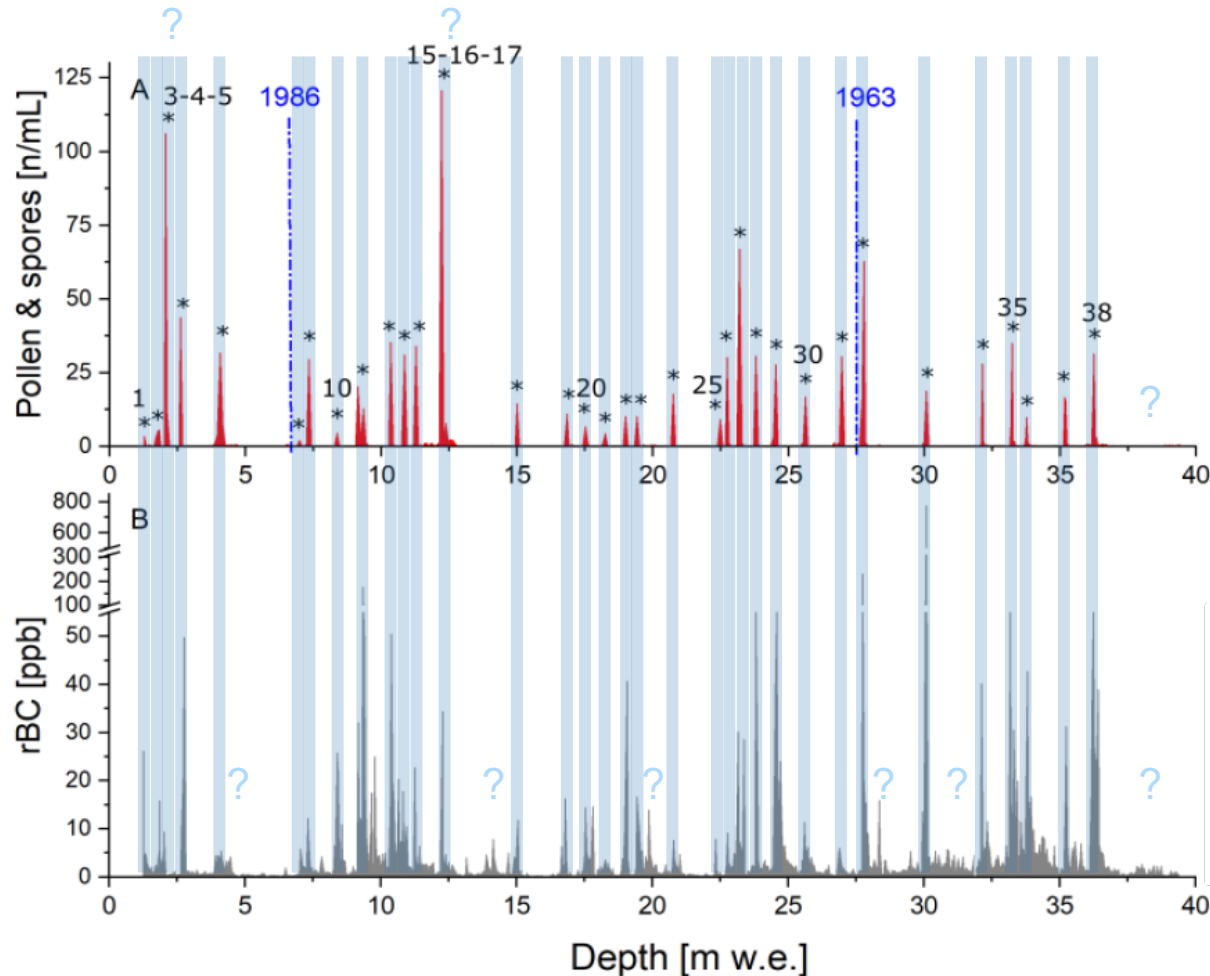 ? ?
15-16-17
125 A 3-4-5 1986 * 1963
*
100
75
* *
50 *
* * * * * * * * 35 38
25 1 10 * 20 25 30 * *
* * * * * * * * * * * * * * * ?
0
0 5 10 15 20 25 30 35 40
Pollen & spores [n/mL]
B
800
600
300
200
100
50
40
30
20 ? ? ? ? ? ?
10
0
0 5 10 15 20 25 30 35 40
rBC [ppb]
Depth [m w.e.]